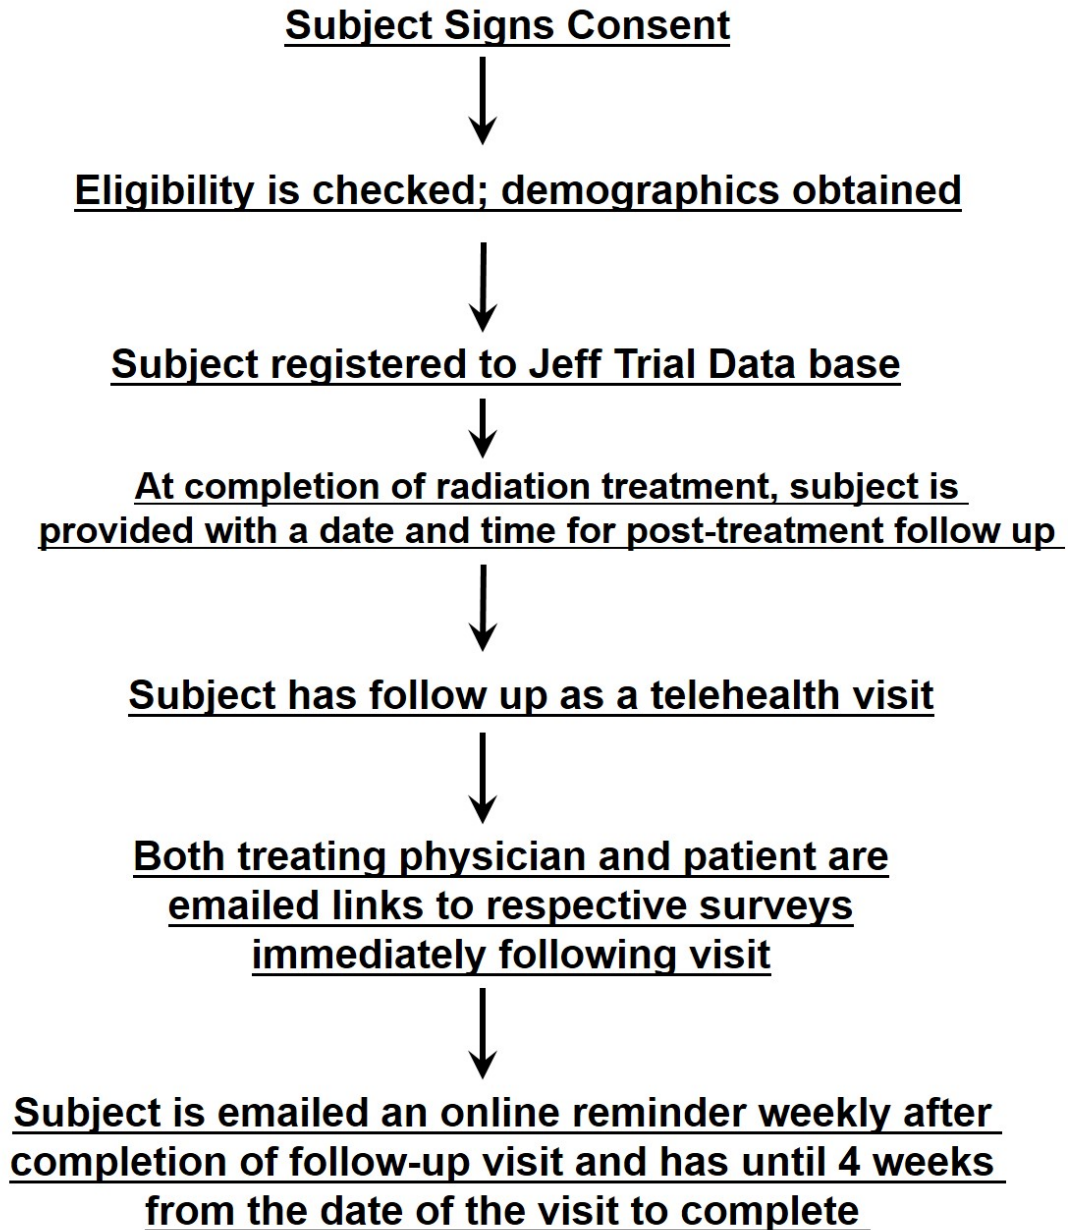 Subject Signs Consent
Eligibility is checked; demographics obtained
Subject registered to Jeff Trial Data base
At completion of radiation treatment, subject is
provided with a date and time for post-treatment follow up
Subject has follow up as a telehealth visit
Both treating physician and patient are
emailed links to respective surveys
immediately following visit
Subject is emailed an online reminder weekly after
completion of follow-up visit and has until 4 weeks
from the date of the visit to complete